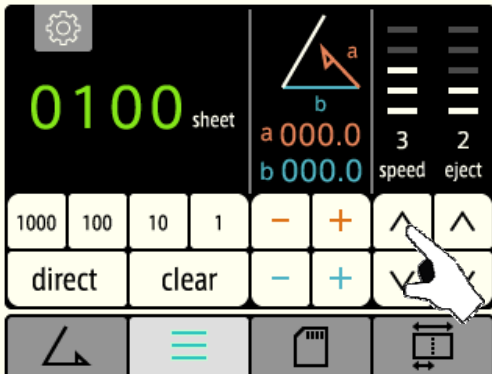 a
b
0100 sheet
a 000.0
b 000.0
3 2
speed eject
1000 100 10 1 - +
direct clear - +